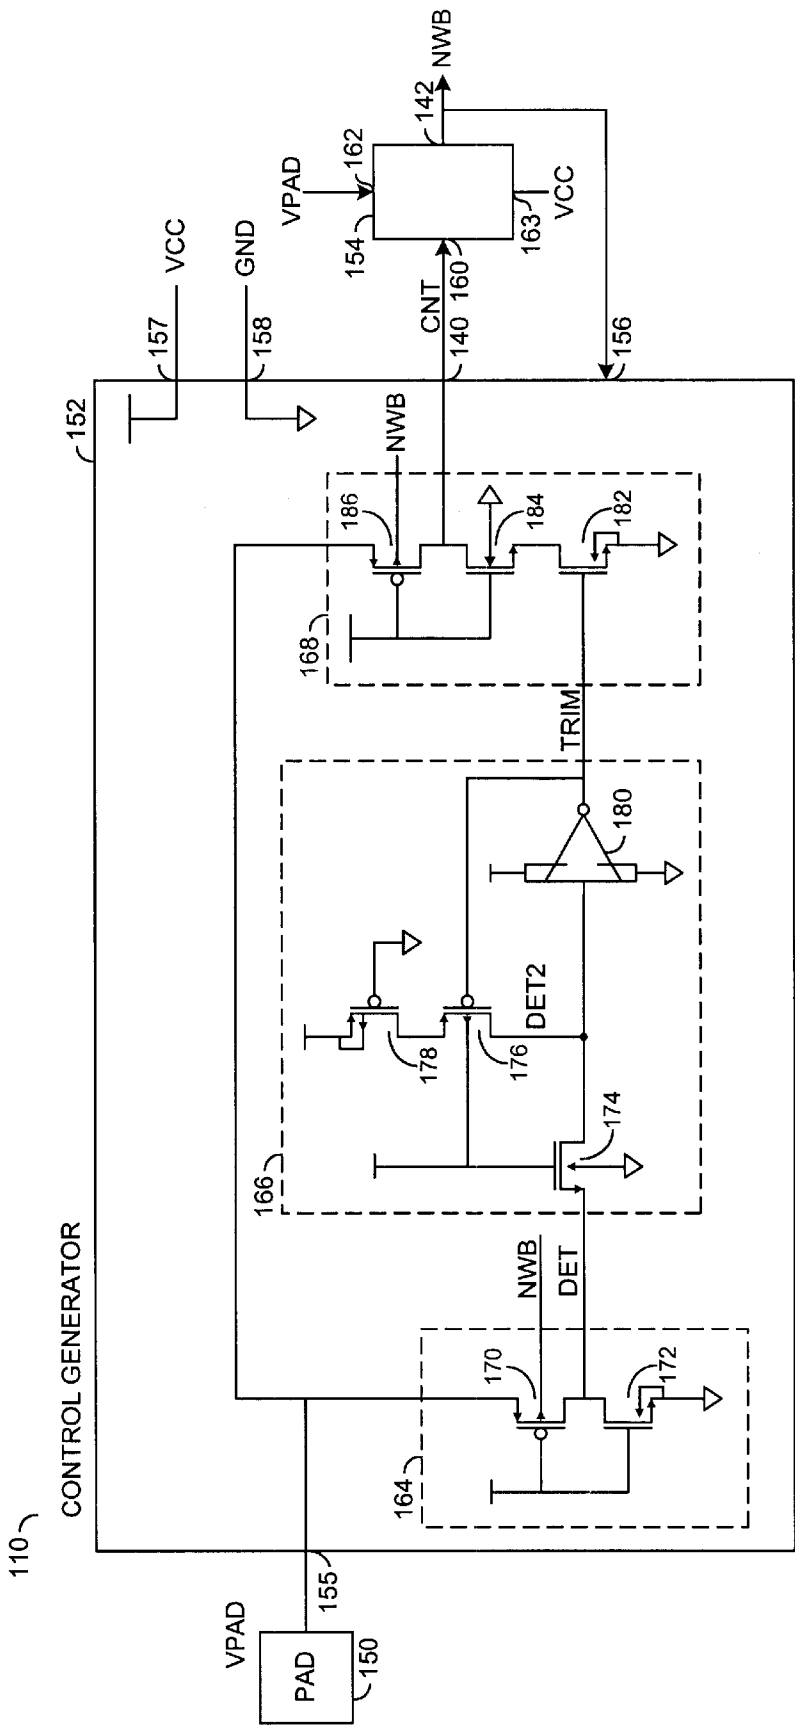 110
CONTROL GENERATOR
VPAD
PAD
150
155
152
VCC
157
GND
158
164
170
NWB
DET
172
166
178
176
DET2
174
180
TRIM
168
186
NWB
184
182
CNT
140
160
154
VPAD
162
163
VCC
142
NWB
156